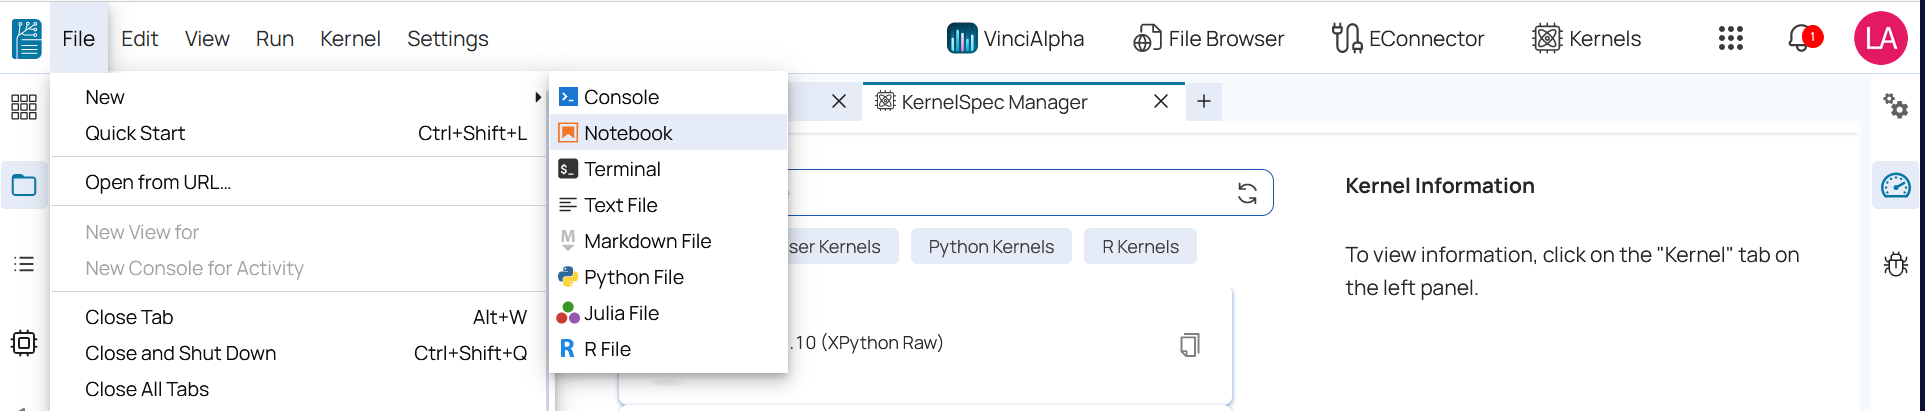 File Edit View Run Kernel Settings VinciAlpha File Browser EConnector Kernels 1 LA
New
Quick Start Ctrl+Shift+L
Open from URL...
New View for
New Console for Activity
Close Tab Alt+W
Close and Shut Down Ctrl+Shift+Q
Close All Tabs
Console
Notebook
$_ Terminal
Text File
M Markdown File
Python File
Julia File
R R File
KernelSpec Manager
Kernels Python Kernels R Kernels
.10 (XPython Raw)
Kernel Information
To view information, click on the "Kernel" tab on
the left panel.